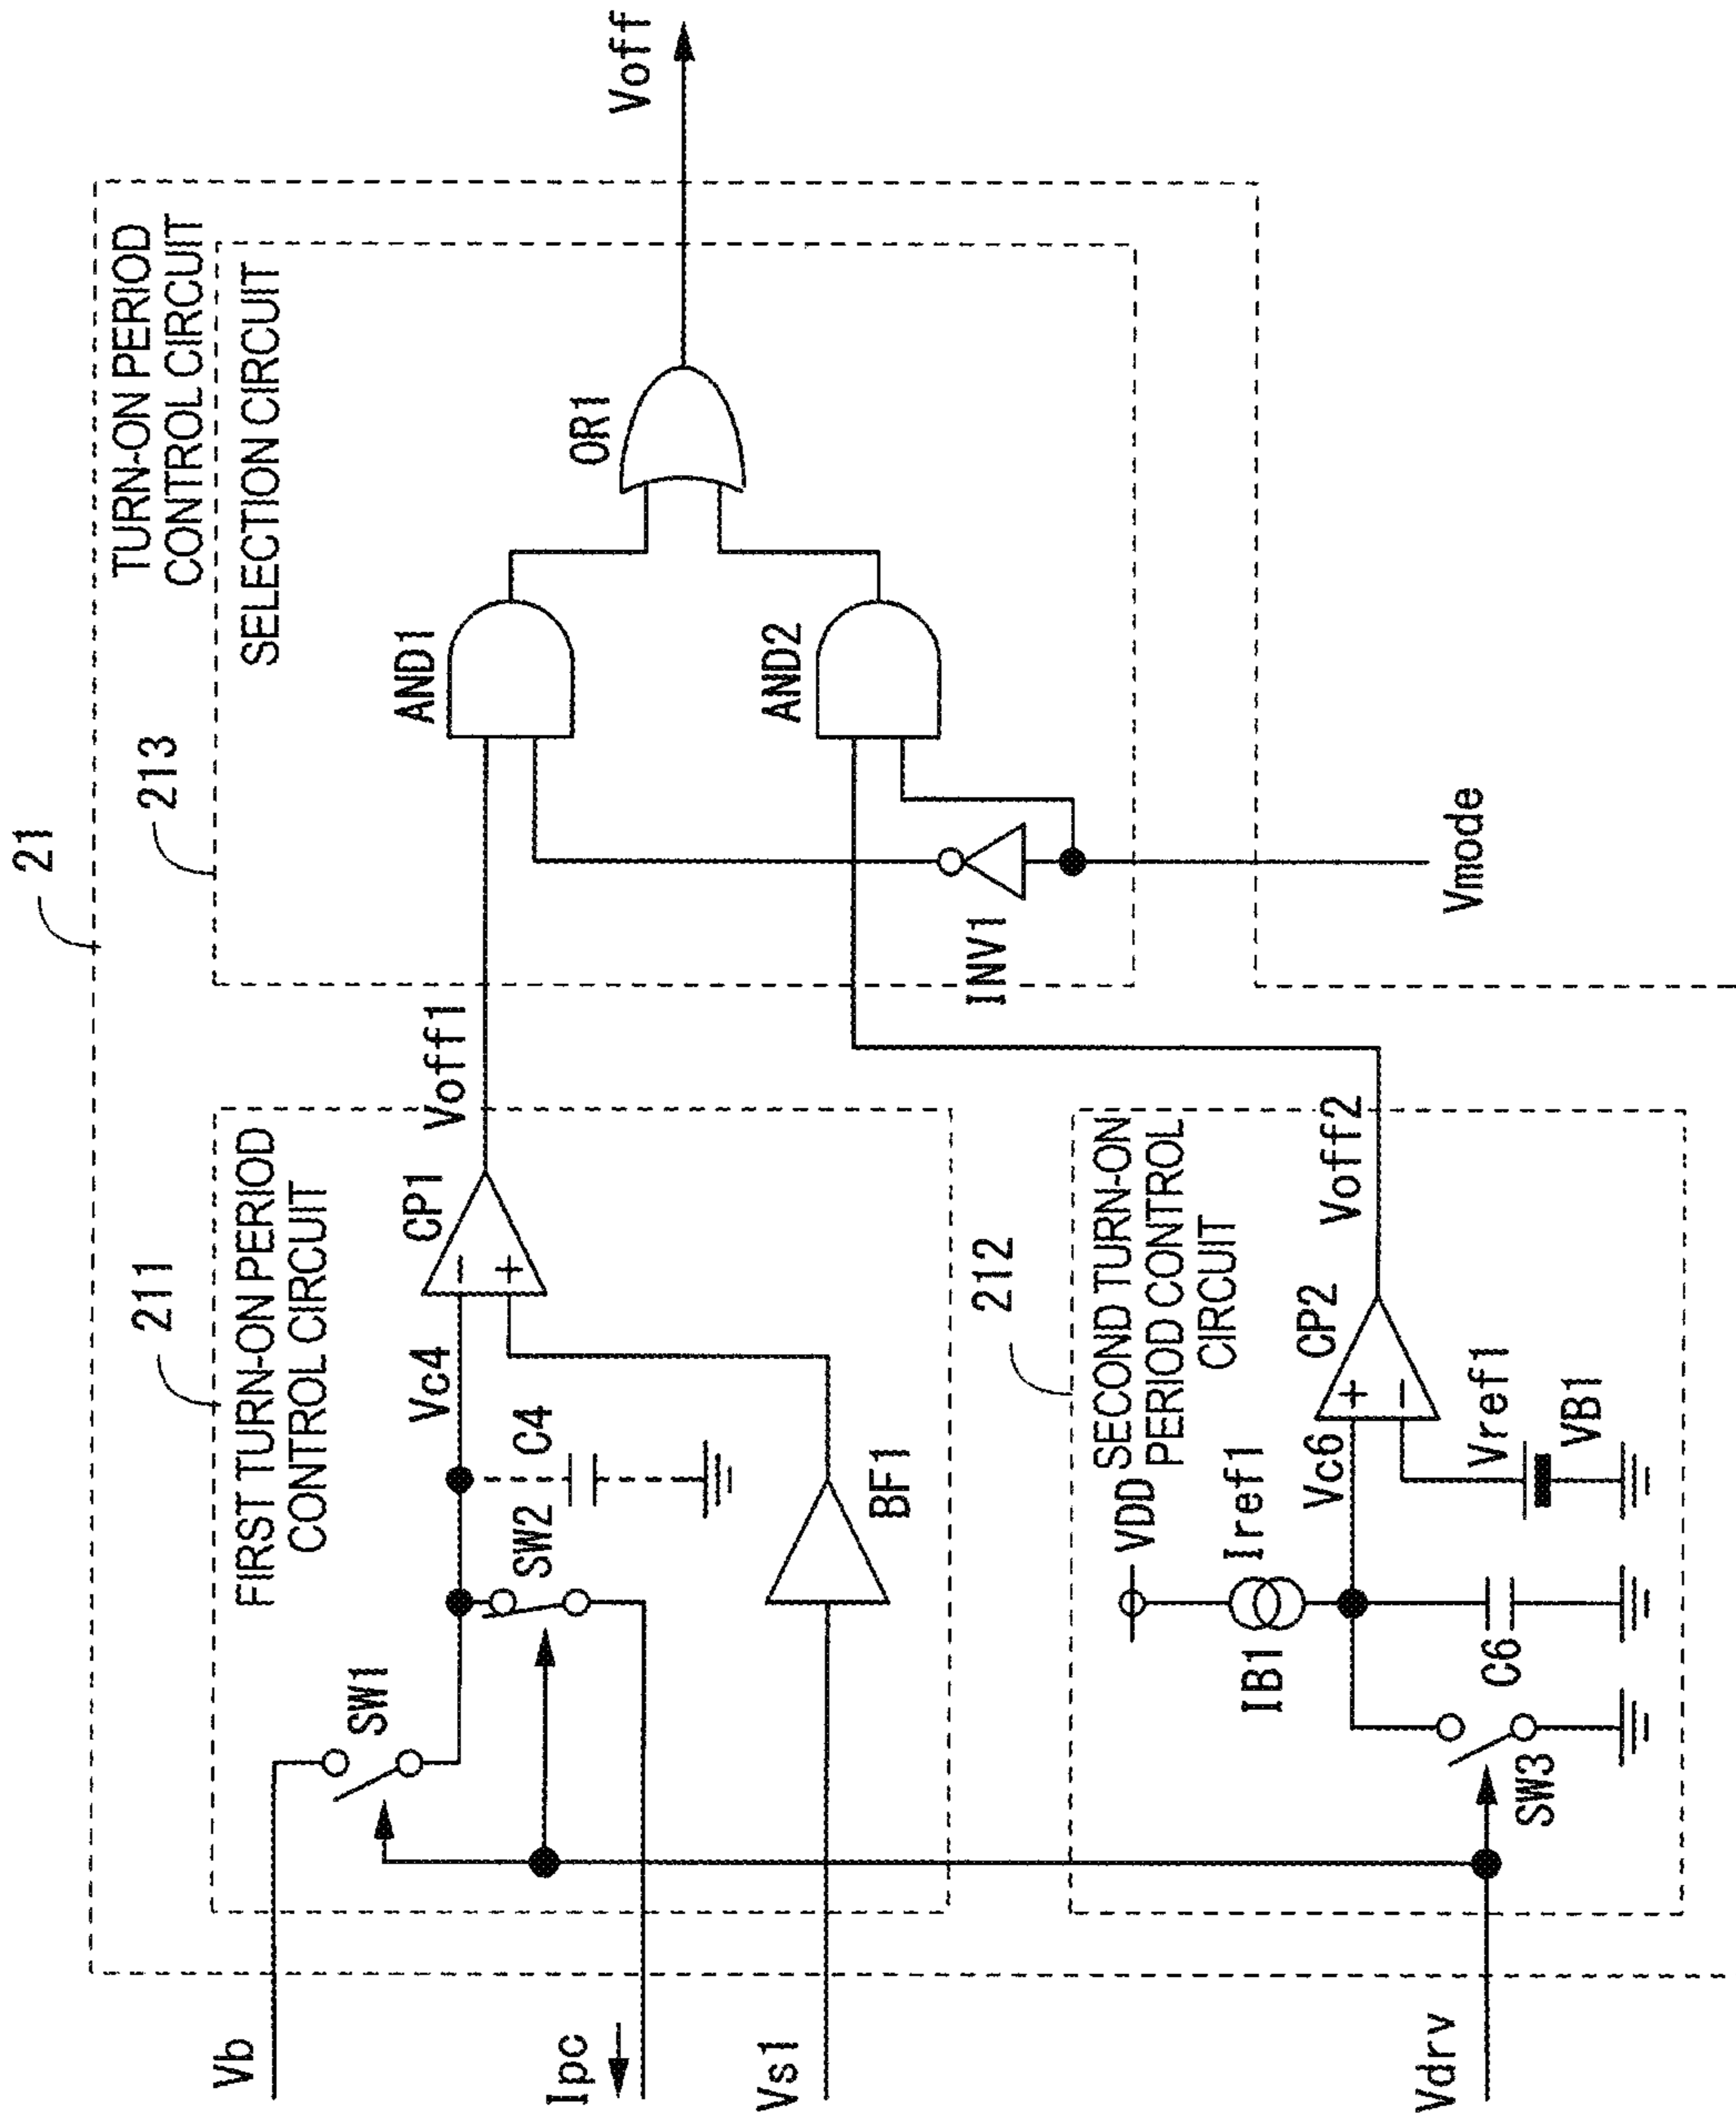 21
TURN-ON PERIOD
CONTROL CIRCUIT
211
FIRST TURN-ON PERIOD
CONTROL CIRCUIT
Vb
SW1
Vc4
CP1
−
+
Voff1
SW2
C4
Ipc
BF1
Vs1
213
SELECTION CIRCUIT
AND1
OR1
Voff
AND2
INV1
Vmode
212
SECOND TURN-ON
PERIOD CONTROL
CIRCUIT
VDD
Iref1
IB1
Vc6
CP2
+
−
Voff2
Vref1
VB1
C6
SW3
Vdrv